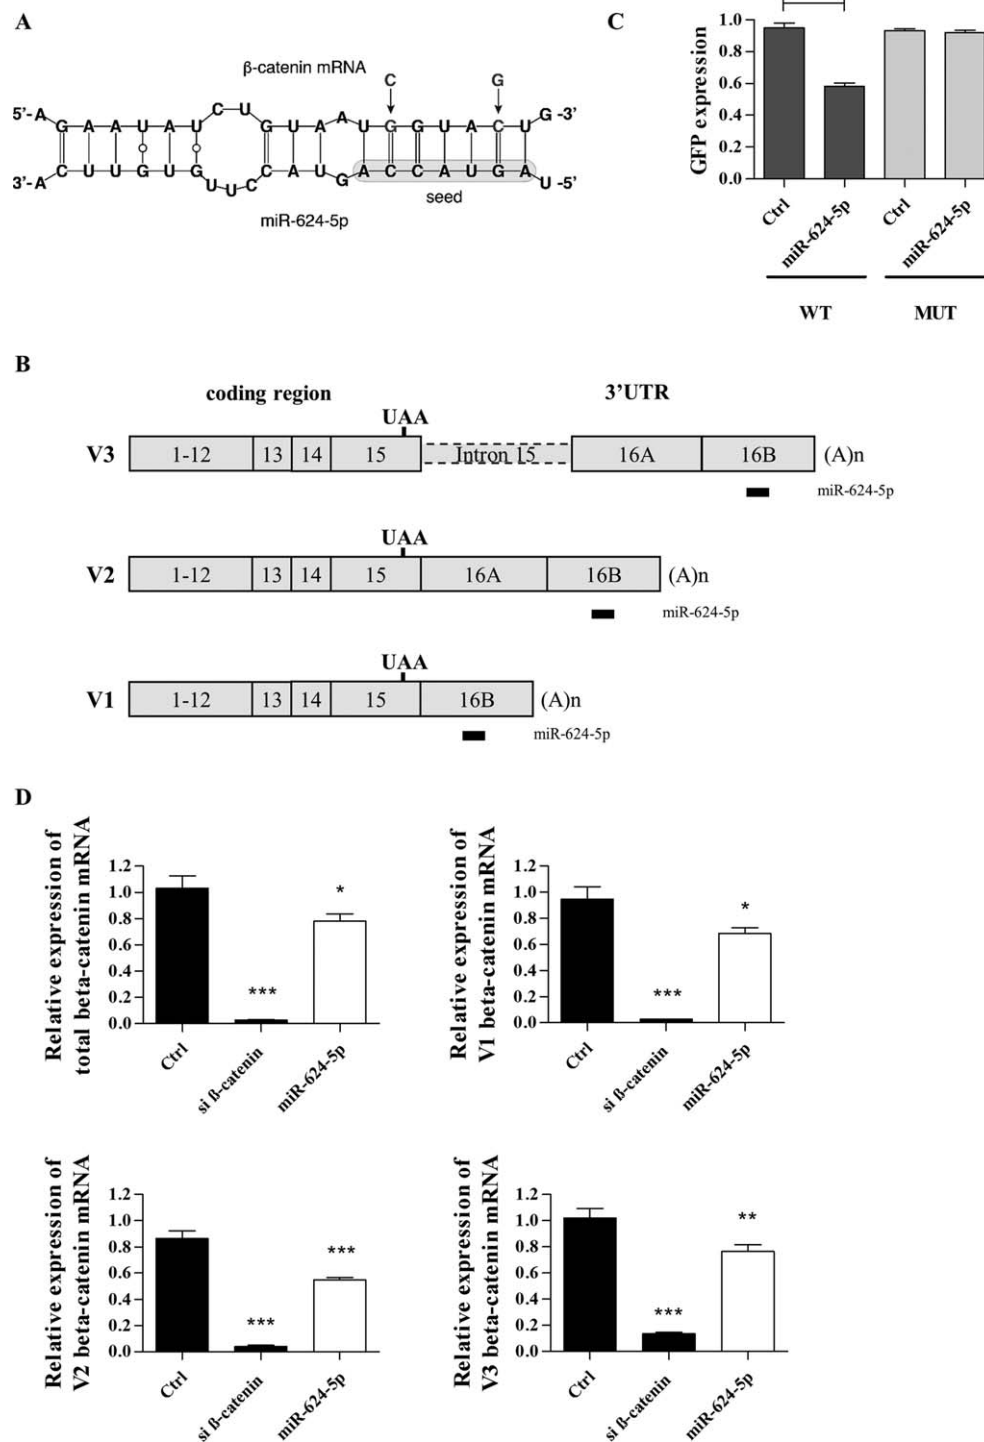 A
β-catenin mRNA
C
G
5'-A G A A U A U C U G U A A U G G U A C U G -3'
3'-A C U U G U G U U C C A U G A C C A U G A U -5'
seed
miR-624-5p
C
GFP expression
1.0
0.8
0.6
0.4
0.2
0.0
Ctrl
miR-624-5p
Ctrl
miR-624-5p
WT
MUT
B
coding region
3'UTR
UAA
V3
1-12
13
14
15
Intron 15
16A
16B
(A)n
miR-624-5p
UAA
V2
1-12
13
14
15
16A
16B
(A)n
miR-624-5p
UAA
V1
1-12
13
14
15
16B
(A)n
miR-624-5p
D
Relative expression of
total beta-catenin mRNA
1.2
1.0
0.8
0.6
0.4
0.2
0.0
***
*
Ctrl
si ß-catenin
miR-624-5p
Relative expression of
V1 beta-catenin mRNA
1.2
1.0
0.8
0.6
0.4
0.2
0.0
***
*
Ctrl
si ß-catenin
miR-624-5p
Relative expression of
V2 beta-catenin mRNA
1.2
1.0
0.8
0.6
0.4
0.2
0.0
***
***
Ctrl
si ß-catenin
miR-624-5p
Relative expression of
V3 beta-catenin mRNA
1.2
1.0
0.8
0.6
0.4
0.2
0.0
***
**
Ctrl
si ß-catenin
miR-624-5p